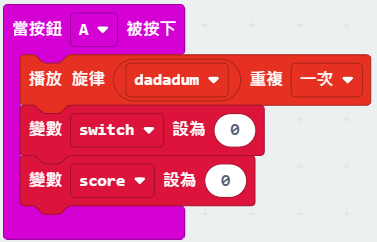 當按鈕 A 被按下
播放 旋律 dadadum 重複 一次
變數 switch 設為 0
變數 score 設為 0